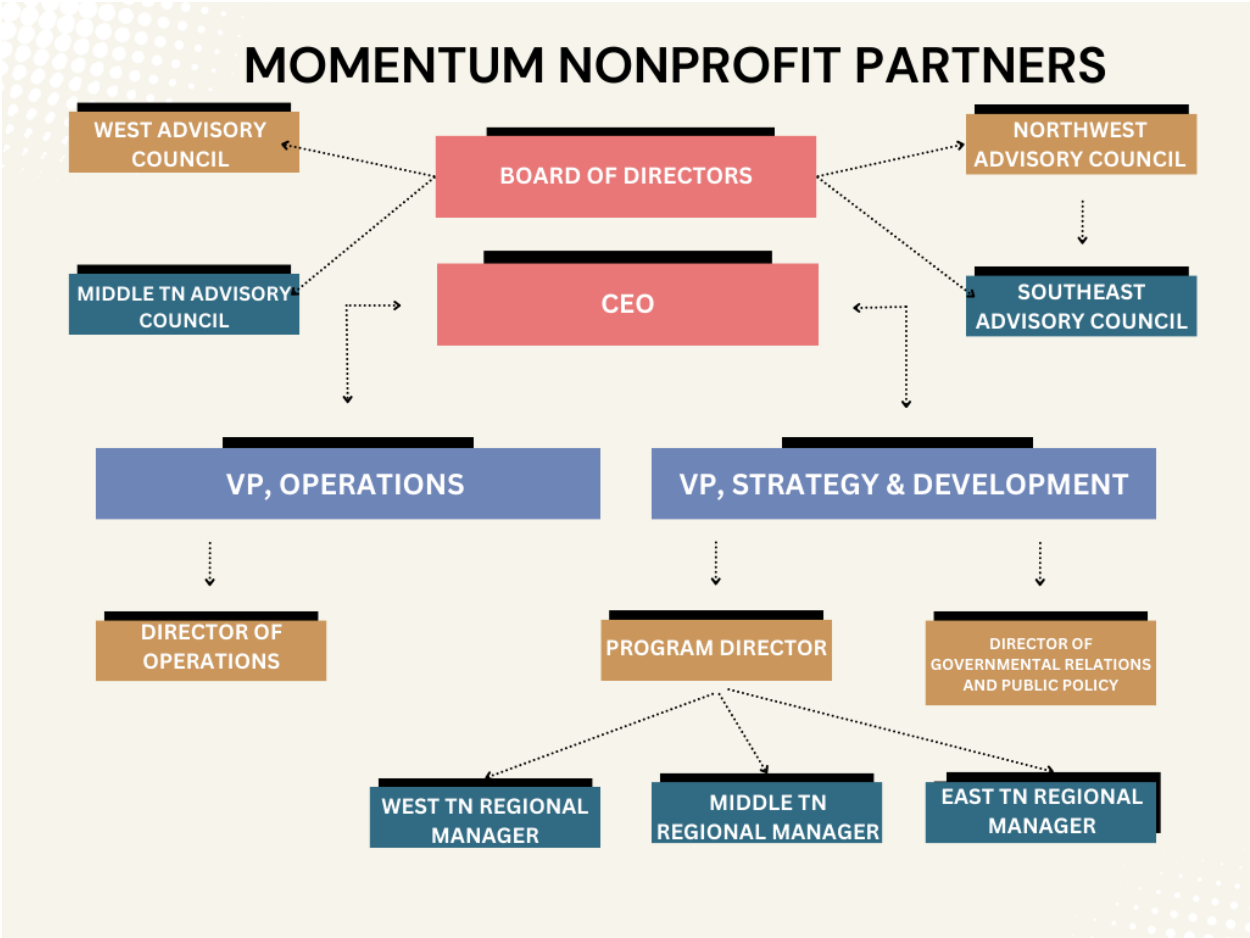 MOMENTUM NONPROFIT PARTNERS
WEST ADVISORY
COUNCIL
BOARD OF DIRECTORS
NORTHWEST
ADVISORY COUNCIL
MIDDLE TN ADVISORY
COUNCIL
CEO
SOUTHEAST
ADVISORY COUNCIL
VP, OPERATIONS
VP, STRATEGY & DEVELOPMENT
DIRECTOR OF
OPERATIONS
PROGRAM DIRECTOR
DIRECTOR OF
GOVERNMENTAL RELATIONS
AND PUBLIC POLICY
WEST TN REGIONAL
MANAGER
MIDDLE TN
REGIONAL MANAGER
EAST TN REGIONAL
MANAGER